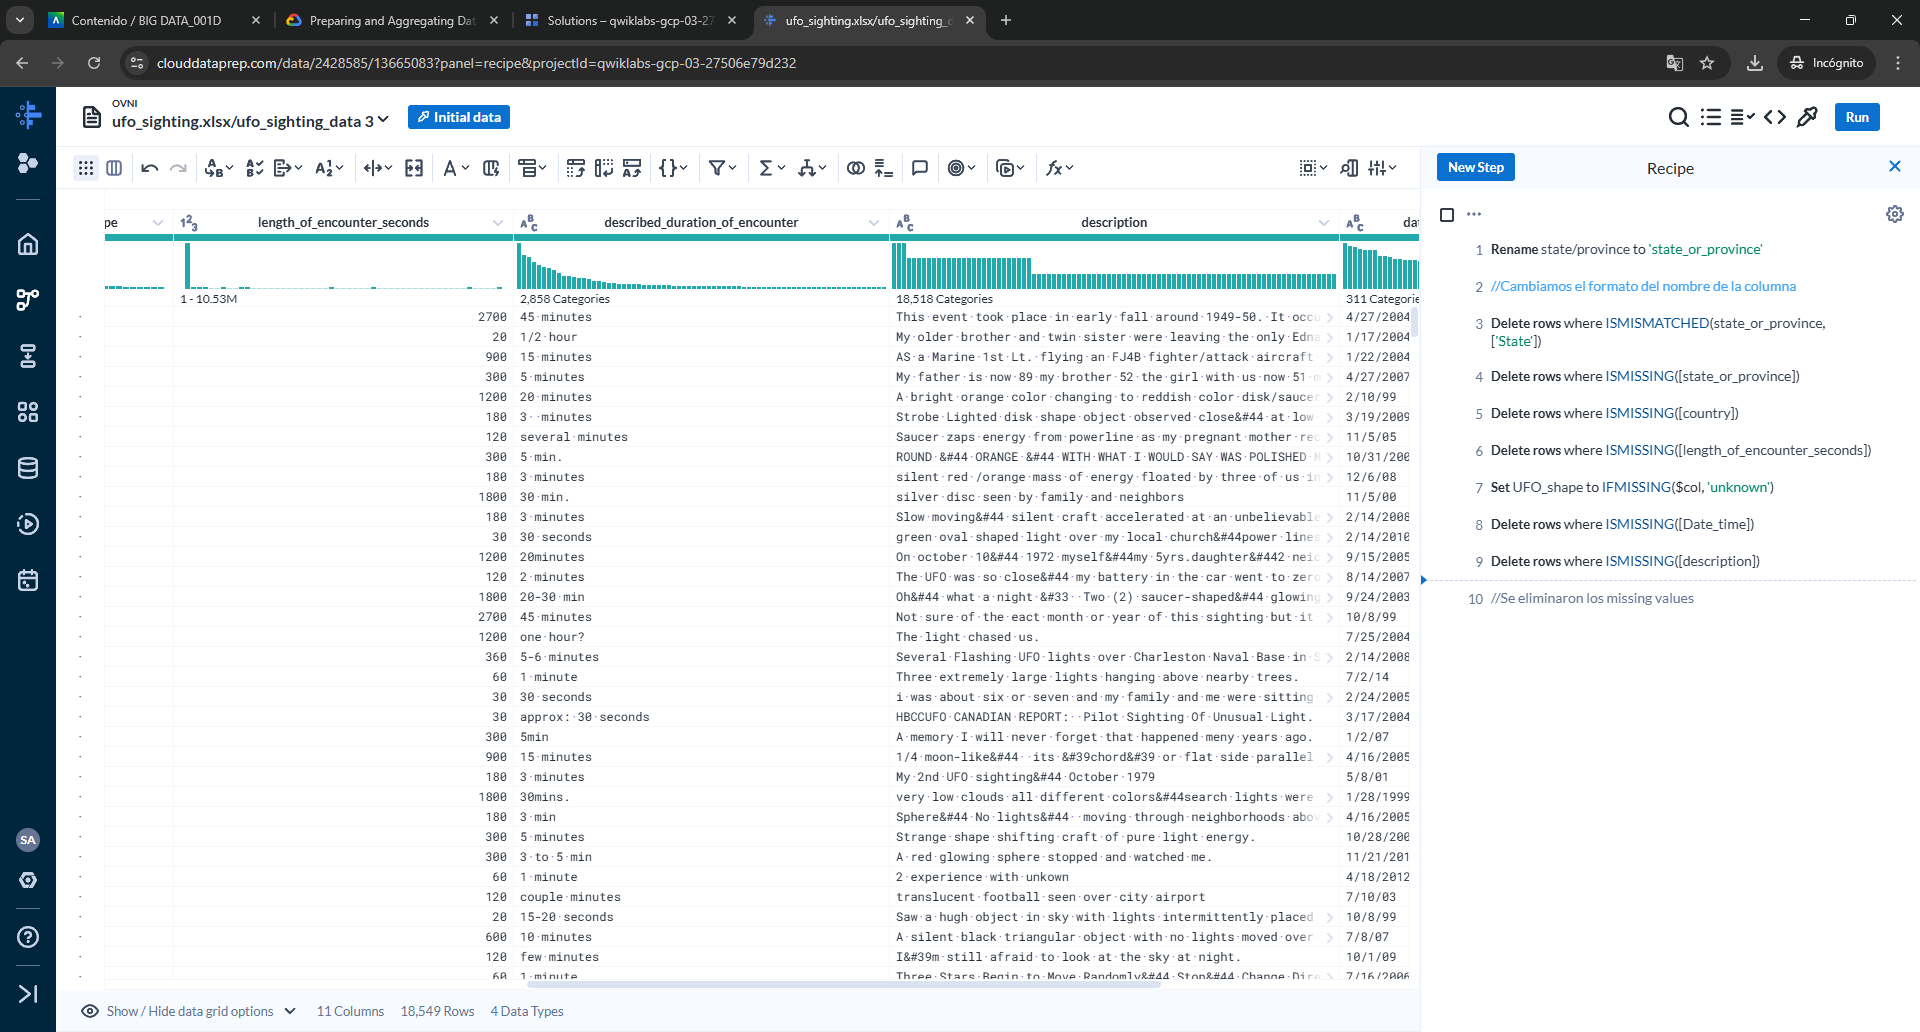 Contenido / BIG DATA_001D
Preparing and Aggregating Dat
Solutions – qwiklabs-gcp-03-27
ufo_sighting.xlsx/ufo_sighting_d
clouddataprep.com/data/2428585/13665083?panel=recipe&projectId=qwiklabs-gcp-03-27506e79d232
Incógnito
OVNI
ufo_sighting.xlsx/ufo_sighting_data 3
Initial data
Run
New Step
Recipe
pe
length_of_encounter_seconds
described_duration_of_encounter
description
dat
1 - 10.53M
2,858 Categories
18,518 Categories
311 Categorie
2700 45 minutes This event took place in early fall around 1949-50. It occu 4/27/2004
20 1/2 hour My older brother and twin sister were leaving the only Edna 1/17/2004
900 15 minutes AS a Marine 1st Lt. flying an FJ4B fighter/attack aircraft 1/22/2004
300 5 minutes My father is now 89 my brother 52 the girl with us now 51 m 4/27/2007
1200 20 minutes A bright orange color changing to reddish color disk/saucer 2/10/99
180 3  minutes Strobe Lighted disk shape object observed close&#44 at low 3/19/2009
120 several minutes Saucer zaps energy from powerline as my pregnant mother rec 11/5/05
300 5 min. ROUND &#44 ORANGE &#44 WITH WHAT I WOULD SAY WAS POLISHED M 10/31/200
180 3 minutes silent red /orange mass of energy floated by three of us in 12/6/08
1800 30 min. silver disc seen by family and neighbors 11/5/00
180 3 minutes Slow moving&#44 silent craft accelerated at an unbelievable 2/14/2008
30 30 seconds green oval shaped light over my local church&#44power lines 2/14/2010
1200 20minutes On october 10&#44 1972 myself&#44my 5yrs.daughter&#442 neic 9/15/2005
120 2 minutes The UFO was so close&#44 my battery in the car went to zero 8/14/2007
1800 20-30 min Oh&#44 what a night &#33  Two (2) saucer-shaped&#44 glowing 9/24/2003
2700 45 minutes Not sure of the eact month or year of this sighting but it 10/8/99
1200 one hour? The light chased us. 7/25/2004
360 5-6 minutes Several Flashing UFO lights over Charleston Naval Base in S 2/14/2008
60 1 minute Three extremely large lights hanging above nearby trees. 7/2/14
30 30 seconds i was about six or seven and my family and me were sitting 2/24/2005
30 approx: 30 seconds HBCCUFO CANADIAN REPORT:  Pilot Sighting Of Unusual Light. 3/17/2004
300 5min A memory I will never forget that happened meny years ago. 1/2/07
900 15 minutes 1/4 moon-like&#44  its &#39chord&#39 or flat side parallel 4/16/2005
180 3 minutes My 2nd UFO sighting&#44 October 1979 5/8/01
1800 30mins. very low clouds all different colors&#44search lights were 1/28/1999
180 3 min Sphere&#44 No lights&#44  moving through neighborhoods abov 4/16/2005
300 5 minutes Strange shape shifting craft of pure light energy. 10/28/200
300 3 to 5 min A red glowing sphere stopped and watched me. 11/21/201
60 1 minute 2 experience with unkown 4/18/2012
120 couple minutes translucent football seen over city airport 7/10/03
20 15-20 seconds Saw a hugh object in sky with lights intermittently placed 10/8/99
600 10 minutes A silent black triangular object with no lights moved over 7/8/07
120 few minutes I&#39m still afraid to look at the sky at night. 10/1/09
60 1 minute Three Stars Begin to Move Randomly&#44 Stop&#44 Change Dire 7/16/2006
1 Rename state/province to 'state_or_province'
2 //Cambiamos el formato del nombre de la columna
3 Delete rows where ISMISMATCHED(state_or_province,
['State'])
4 Delete rows where ISMISSING([state_or_province])
5 Delete rows where ISMISSING([country])
6 Delete rows where ISMISSING([length_of_encounter_seconds])
7 Set UFO_shape to IFMISSING($col, 'unknown')
8 Delete rows where ISMISSING([Date_time])
9 Delete rows where ISMISSING([description])
10 //Se eliminaron los missing values
SA
Show / Hide data grid options
11 Columns
18,549 Rows
4 Data Types